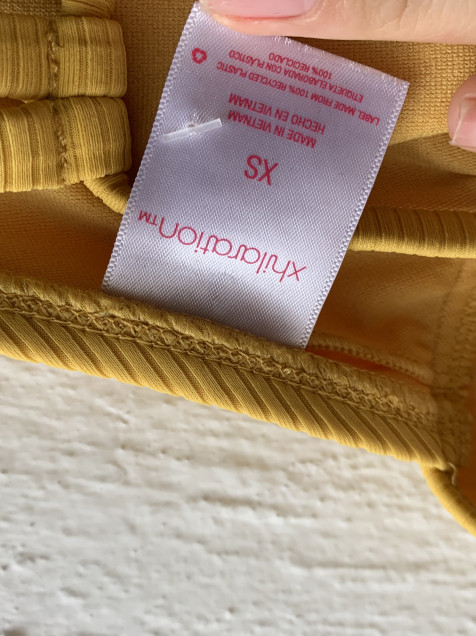 xhilaration™
XS
MADE IN VIETNAM
HECHO EN VIETNAM
LABEL MADE FROM 100% RECYCLED PLASTIC
ETIQUETA ELABORADA CON PLÁSTICO
100% RECICLADO